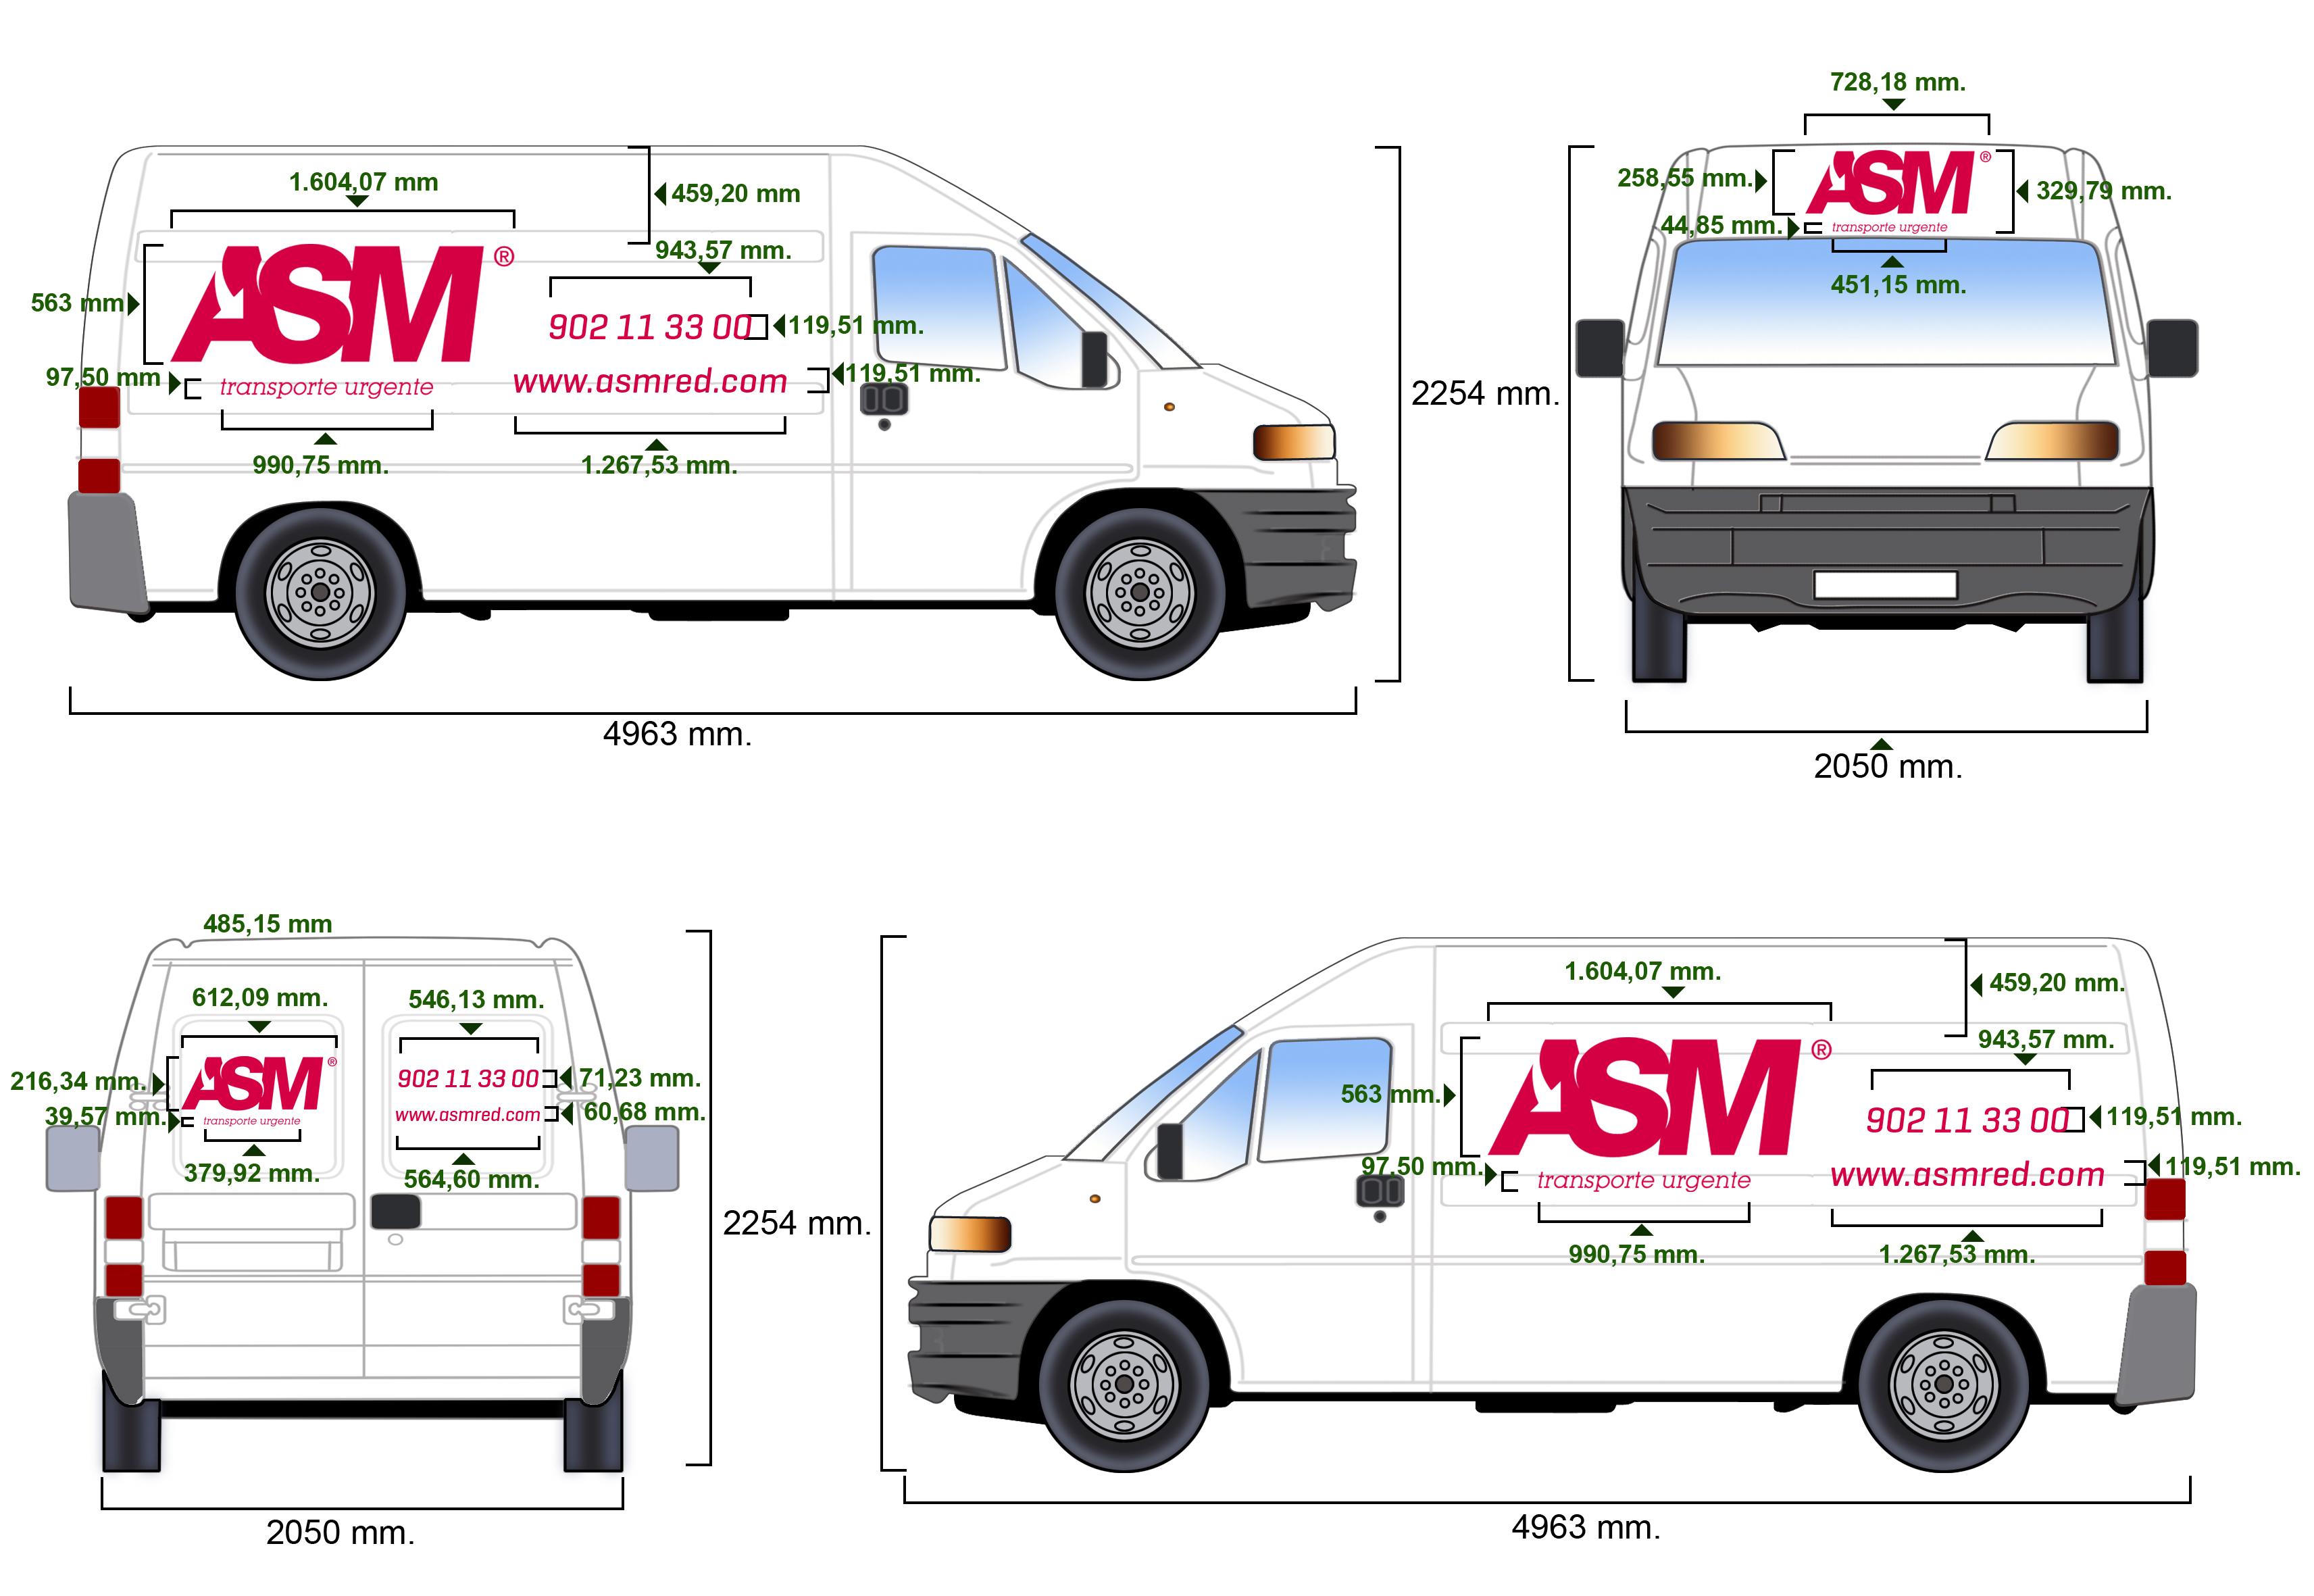 728,18 mm.
1.604,07 mm
459,20 mm
258,55 mm.
ASM ®
329,79 mm.
44,85 mm.
transporte urgente
451,15 mm.
943,57 mm.
563 mm
ASM ®
902 11 33 00
119,51 mm.
97,50 mm
transporte urgente
www.asmred.com
119,51 mm.
2254 mm.
990,75 mm.
1.267,53 mm.
4963 mm.
2050 mm.
485,15 mm
612,09 mm.
546,13 mm.
216,34 mm.
ASM ®
902 11 33 00
71,23 mm.
39,57 mm.
transporte urgente
www.asmred.com
60,68 mm.
379,92 mm.
564,60 mm.
2254 mm.
2050 mm.
1.604,07 mm.
459,20 mm.
943,57 mm.
563 mm.
ASM ®
902 11 33 00
119,51 mm.
97,50 mm.
transporte urgente
www.asmred.com
119,51 mm.
990,75 mm.
1.267,53 mm.
4963 mm.